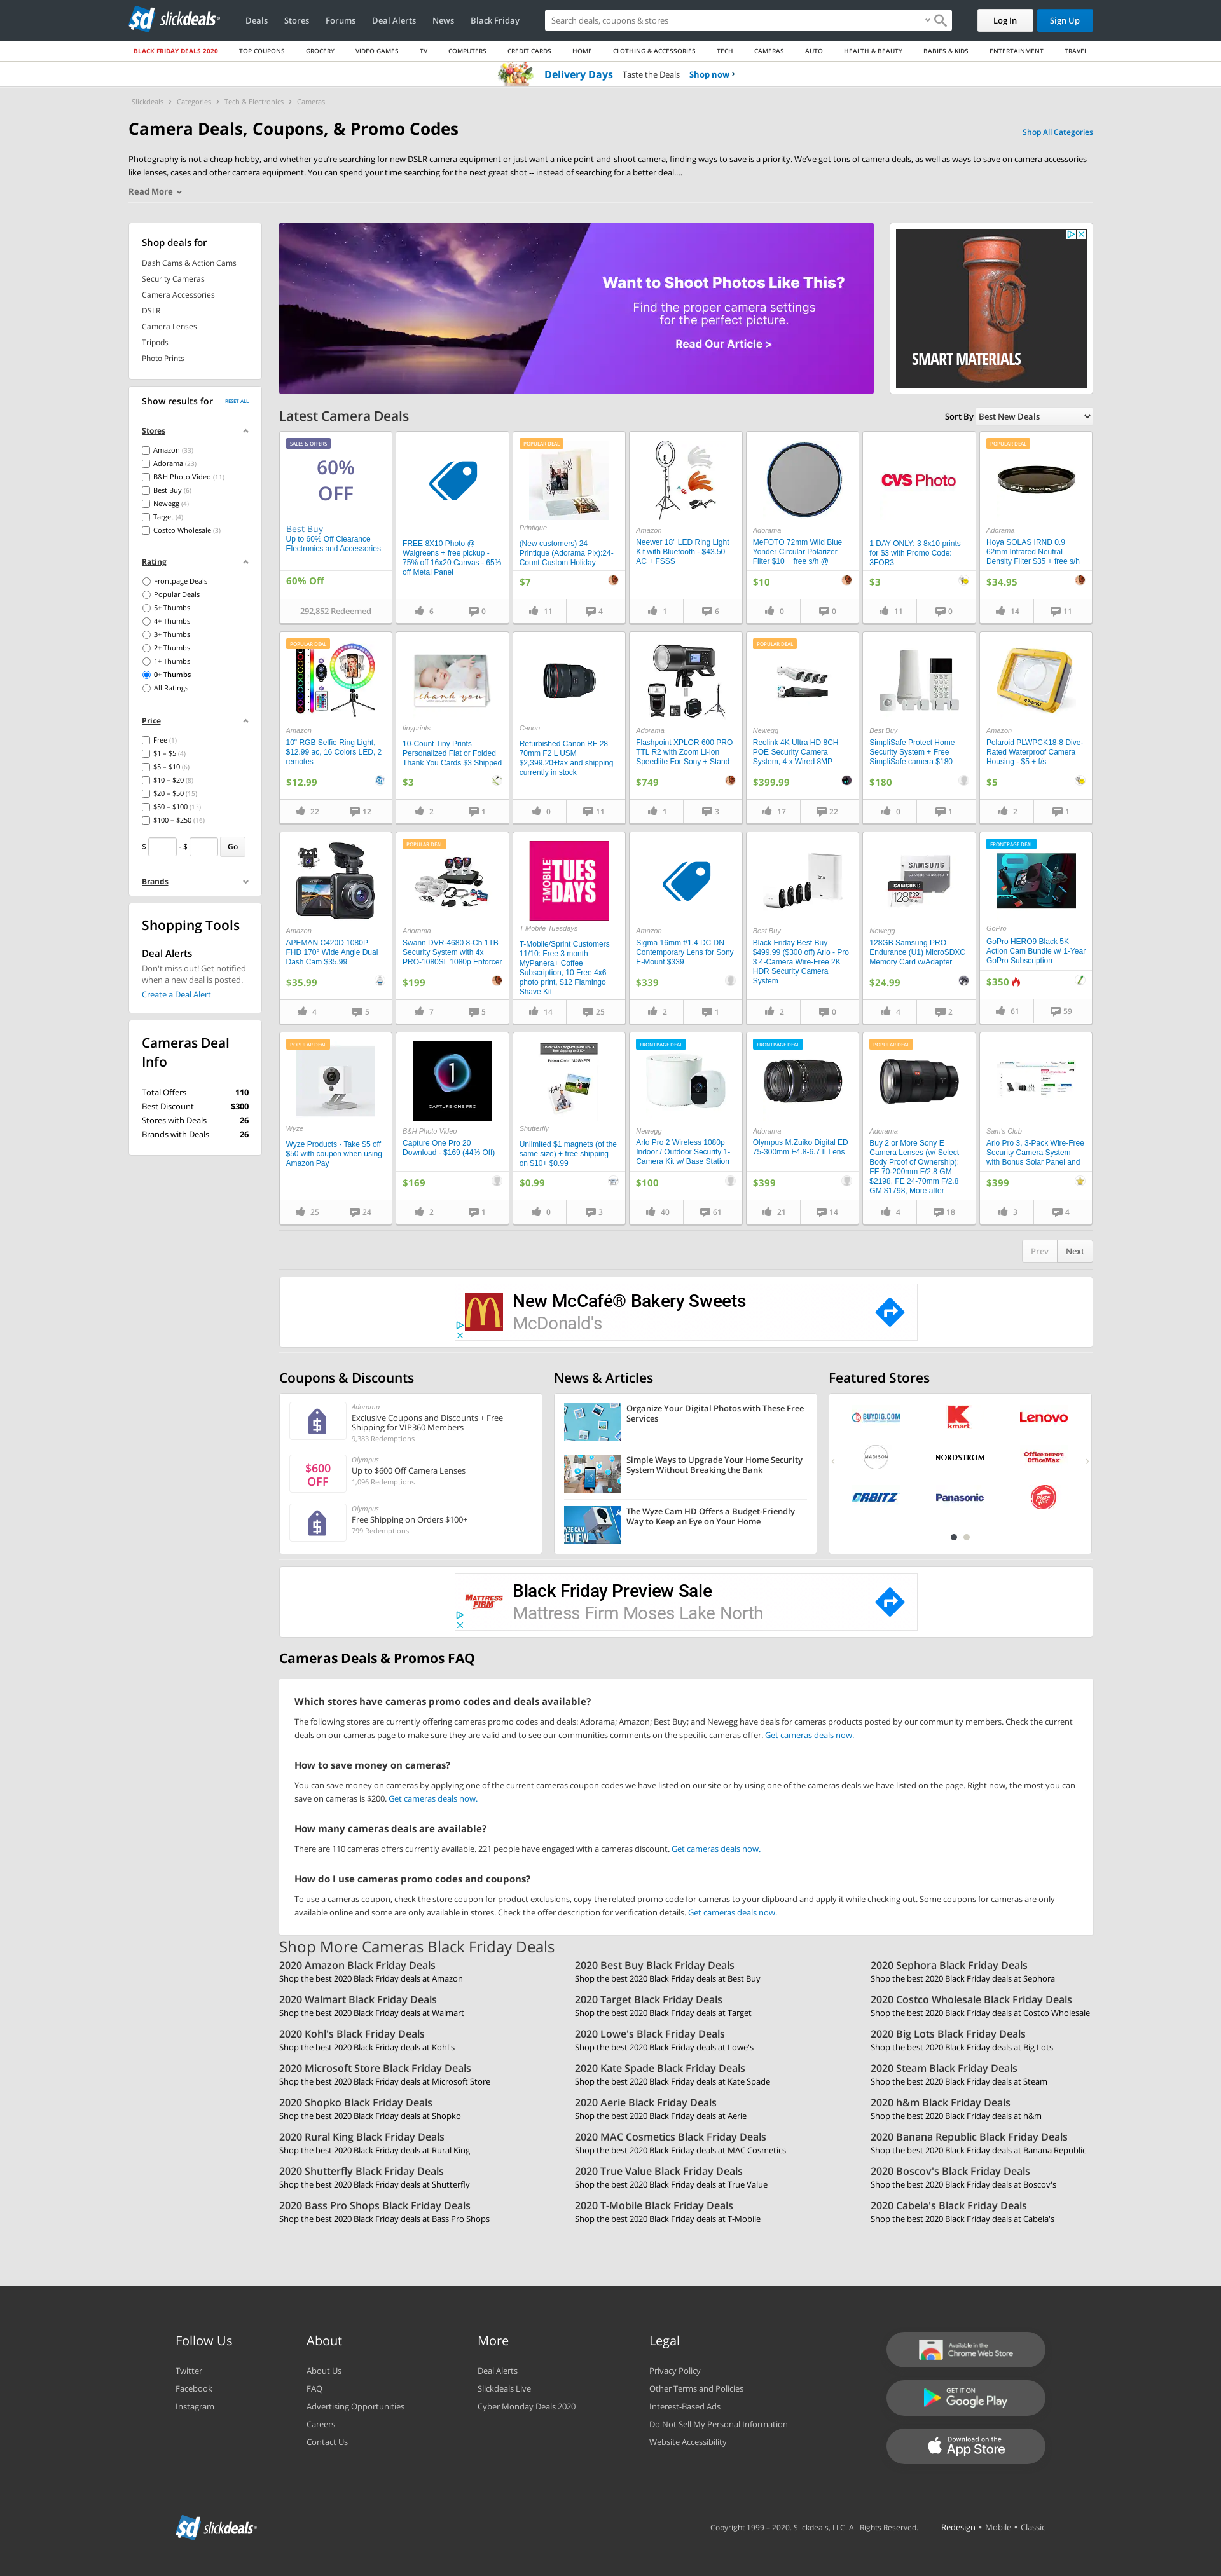 slickdeals
Deals
Stores
Forums
Deal Alerts
News
Black Friday
Search deals, coupons & stores
Log In
Sign Up
BLACK FRIDAY DEALS 2020
TOP COUPONS
GROCERY
VIDEO GAMES
TV
COMPUTERS
CREDIT CARDS
HOME
CLOTHING & ACCESSORIES
TECH
CAMERAS
AUTO
HEALTH & BEAUTY
BABIES & KIDS
ENTERTAINMENT
TRAVEL
Delivery Days Taste the Deals Shop now ›
Slickdeals › Categories › Tech & Electronics › Cameras
Camera Deals, Coupons, & Promo Codes
Shop All Categories
Photography is not a cheap hobby, and whether you're searching for new DSLR camera equipment or just want a nice point-and-shoot camera, finding ways to save is a priority. We've got tons of camera deals, as well as ways to save on camera accessories
like lenses, cases and other camera equipment. You can spend your time searching for the next great shot -- instead of searching for a better deal....
Read More
Shop deals for
Dash Cams & Action Cams
Security Cameras
Camera Accessories
DSLR
Camera Lenses
Tripods
Photo Prints
Want to Shoot Photos Like This?
Find the proper camera settings
for the perfect picture.
Read Our Article >
SMART MATERIALS
Show results for
RESET ALL
Stores
Amazon (33)
Adorama (23)
B&H Photo Video (11)
Best Buy (6)
Newegg (4)
Target (4)
Costco Wholesale (3)
Rating
Frontpage Deals
Popular Deals
5+ Thumbs
4+ Thumbs
3+ Thumbs
2+ Thumbs
1+ Thumbs
0+ Thumbs
All Ratings
Price
Free (1)
$1 – $5 (4)
$5 – $10 (6)
$10 – $20 (8)
$20 – $50 (15)
$50 – $100 (13)
$100 – $250 (16)
$ - $ Go
Brands
Shopping Tools
Deal Alerts
Don't miss out! Get notified
when a new deal is posted.
Create a Deal Alert
Cameras Deal
Info
Total Offers 110
Best Discount $300
Stores with Deals 26
Brands with Deals 26
Latest Camera Deals
Sort By Best New Deals
SALES & OFFERS
60%
OFF
Best Buy
Up to 60% Off Clearance
Electronics and Accessories
60% Off
292,852 Redeemed
FREE 8X10 Photo @
Walgreens + free pickup -
75% off 16x20 Canvas - 65%
off Metal Panel
6 0
POPULAR DEAL
Printique
(New customers) 24
Printique (Adorama Pix):24-
Count Custom Holiday
$7
11 4
Amazon
Neewer 18" LED Ring Light
Kit with Bluetooth - $43.50
AC + FSSS
1 6
Adorama
MeFOTO 72mm Wild Blue
Yonder Circular Polarizer
Filter $10 + free s/h @
$10
0 0
CVS Photo
1 DAY ONLY: 3 8x10 prints
for $3 with Promo Code:
3FOR3
$3
11 0
POPULAR DEAL
Adorama
Hoya SOLAS IRND 0.9
62mm Infrared Neutral
Density Filter $35 + free s/h
$34.95
14 11
POPULAR DEAL
Amazon
10" RGB Selfie Ring Light,
$12.99 ac, 16 Colors LED, 2
remotes
$12.99
22 12
thank you
tinyprints
10-Count Tiny Prints
Personalized Flat or Folded
Thank You Cards $3 Shipped
$3
2 1
Canon
Refurbished Canon RF 28–
70mm F2 L USM
$2,399.20+tax and shipping
currently in stock
0 11
Adorama
Flashpoint XPLOR 600 PRO
TTL R2 with Zoom Li-ion
Speedlite For Sony + Stand
$749
1 3
POPULAR DEAL
Newegg
Reolink 4K Ultra HD 8CH
POE Security Camera
System, 4 x Wired 8MP
$399.99
17 22
Best Buy
SimpliSafe Protect Home
Security System + Free
SimpliSafe camera $180
$180
0 1
Amazon
Polaroid PLWPCK18-8 Dive-
Rated Waterproof Camera
Housing - $5 + f/s
$5
2 1
Amazon
APEMAN C420D 1080P
FHD 170° Wide Angle Dual
Dash Cam $35.99
$35.99
4 5
POPULAR DEAL
Adorama
Swann DVR-4680 8-Ch 1TB
Security System with 4x
PRO-1080SL 1080p Enforcer
$199
7 5
T-MOBILE
TUES
DAYS
T-Mobile Tuesdays
T-Mobile/Sprint Customers
11/10: Free 3 month
MyPanera+ Coffee
Subscription, 10 Free 4x6
photo print, $12 Flamingo
Shave Kit
14 25
Amazon
Sigma 16mm f/1.4 DC DN
Contemporary Lens for Sony
E-Mount $339
$339
2 1
Best Buy
Black Friday Best Buy
$499.99 ($300 off) Arlo - Pro
3 4-Camera Wire-Free 2K
HDR Security Camera
System
2 0
SAMSUNG
SAMSUNG
128 PRO
Newegg
128GB Samsung PRO
Endurance (U1) MicroSDXC
Memory Card w/Adapter
$24.99
4 2
FRONTPAGE DEAL
GoPro
GoPro HERO9 Black 5K
Action Cam Bundle w/ 1-Year
GoPro Subscription
$350
61 59
POPULAR DEAL
Wyze
Wyze Products - Take $5 off
$50 with coupon when using
Amazon Pay
25 24
1
CAPTURE ONE PRO
B&H Photo Video
Capture One Pro 20
Download - $169 (44% Off)
$169
2 1
Shutterfly
Unlimited $1 magnets (of the
same size) + free shipping
on $10+ $0.99
$0.99
0 3
FRONTPAGE DEAL
Newegg
Arlo Pro 2 Wireless 1080p
Indoor / Outdoor Security 1-
Camera Kit w/ Base Station
$100
40 61
FRONTPAGE DEAL
Adorama
Olympus M.Zuiko Digital ED
75-300mm F4.8-6.7 II Lens
$399
21 14
POPULAR DEAL
Adorama
Buy 2 or More Sony E
Camera Lenses (w/ Select
Body Proof of Ownership):
FE 70-200mm F/2.8 GM
$2198, FE 24-70mm F/2.8
GM $1798, More after
4 18
Sam's Club
Arlo Pro 3, 3-Pack Wire-Free
Security Camera System
with Bonus Solar Panel and
$399
3 4
Prev Next
New McCafé® Bakery Sweets
McDonald's
Coupons & Discounts
Adorama
Exclusive Coupons and Discounts + Free
Shipping for VIP360 Members
9,383 Redemptions
$600
OFF
Olympus
Up to $600 Off Camera Lenses
1,096 Redemptions
Olympus
Free Shipping on Orders $100+
799 Redemptions
News & Articles
Organize Your Digital Photos with These Free
Services
Simple Ways to Upgrade Your Home Security
System Without Breaking the Bank
The Wyze Cam HD Offers a Budget-Friendly
Way to Keep an Eye on Your Home
Featured Stores
BUYDIG.COM
kmart
Lenovo
MADISON
NORDSTROM
Office DEPOT
OfficeMax
ORBITZ
Panasonic
Pizza Hut
Black Friday Preview Sale
Mattress Firm Moses Lake North
MATTRESS
FIRM
Cameras Deals & Promos FAQ
Which stores have cameras promo codes and deals available?
The following stores are currently offering cameras promo codes and deals: Adorama; Amazon; Best Buy; and Newegg have deals for cameras products posted by our community members. Check the current
deals on our cameras page to make sure they are valid and to see our communities comments on the specific cameras offer. Get cameras deals now.
How to save money on cameras?
You can save money on cameras by applying one of the current cameras coupon codes we have listed on our site or by using one of the cameras deals we have listed on the page. Right now, the most you can
save on cameras is $200. Get cameras deals now.
How many cameras deals are available?
There are 110 cameras offers currently available. 221 people have engaged with a cameras discount. Get cameras deals now.
How do I use cameras promo codes and coupons?
To use a cameras coupon, check the store coupon for product exclusions, copy the related promo code for cameras to your clipboard and apply it while checking out. Some coupons for cameras are only
available online and some are only available in stores. Check the offer description for verification details. Get cameras deals now.
Shop More Cameras Black Friday Deals
2020 Amazon Black Friday Deals
Shop the best 2020 Black Friday deals at Amazon
2020 Best Buy Black Friday Deals
Shop the best 2020 Black Friday deals at Best Buy
2020 Sephora Black Friday Deals
Shop the best 2020 Black Friday deals at Sephora
2020 Walmart Black Friday Deals
Shop the best 2020 Black Friday deals at Walmart
2020 Target Black Friday Deals
Shop the best 2020 Black Friday deals at Target
2020 Costco Wholesale Black Friday Deals
Shop the best 2020 Black Friday deals at Costco Wholesale
2020 Kohl's Black Friday Deals
Shop the best 2020 Black Friday deals at Kohl's
2020 Lowe's Black Friday Deals
Shop the best 2020 Black Friday deals at Lowe's
2020 Big Lots Black Friday Deals
Shop the best 2020 Black Friday deals at Big Lots
2020 Microsoft Store Black Friday Deals
Shop the best 2020 Black Friday deals at Microsoft Store
2020 Kate Spade Black Friday Deals
Shop the best 2020 Black Friday deals at Kate Spade
2020 Steam Black Friday Deals
Shop the best 2020 Black Friday deals at Steam
2020 Shopko Black Friday Deals
Shop the best 2020 Black Friday deals at Shopko
2020 Aerie Black Friday Deals
Shop the best 2020 Black Friday deals at Aerie
2020 h&m Black Friday Deals
Shop the best 2020 Black Friday deals at h&m
2020 Rural King Black Friday Deals
Shop the best 2020 Black Friday deals at Rural King
2020 MAC Cosmetics Black Friday Deals
Shop the best 2020 Black Friday deals at MAC Cosmetics
2020 Banana Republic Black Friday Deals
Shop the best 2020 Black Friday deals at Banana Republic
2020 Shutterfly Black Friday Deals
Shop the best 2020 Black Friday deals at Shutterfly
2020 True Value Black Friday Deals
Shop the best 2020 Black Friday deals at True Value
2020 Boscov's Black Friday Deals
Shop the best 2020 Black Friday deals at Boscov's
2020 Bass Pro Shops Black Friday Deals
Shop the best 2020 Black Friday deals at Bass Pro Shops
2020 T-Mobile Black Friday Deals
Shop the best 2020 Black Friday deals at T-Mobile
2020 Cabela's Black Friday Deals
Shop the best 2020 Black Friday deals at Cabela's
Follow Us
Twitter
Facebook
Instagram
About
About Us
FAQ
Advertising Opportunities
Careers
Contact Us
More
Deal Alerts
Slickdeals Live
Cyber Monday Deals 2020
Legal
Privacy Policy
Other Terms and Policies
Interest-Based Ads
Do Not Sell My Personal Information
Website Accessibility
Available in the
Chrome Web Store
GET IT ON
Google Play
Download on the
App Store
slickdeals
Copyright 1999 – 2020. Slickdeals, LLC. All Rights Reserved.
Redesign • Mobile • Classic